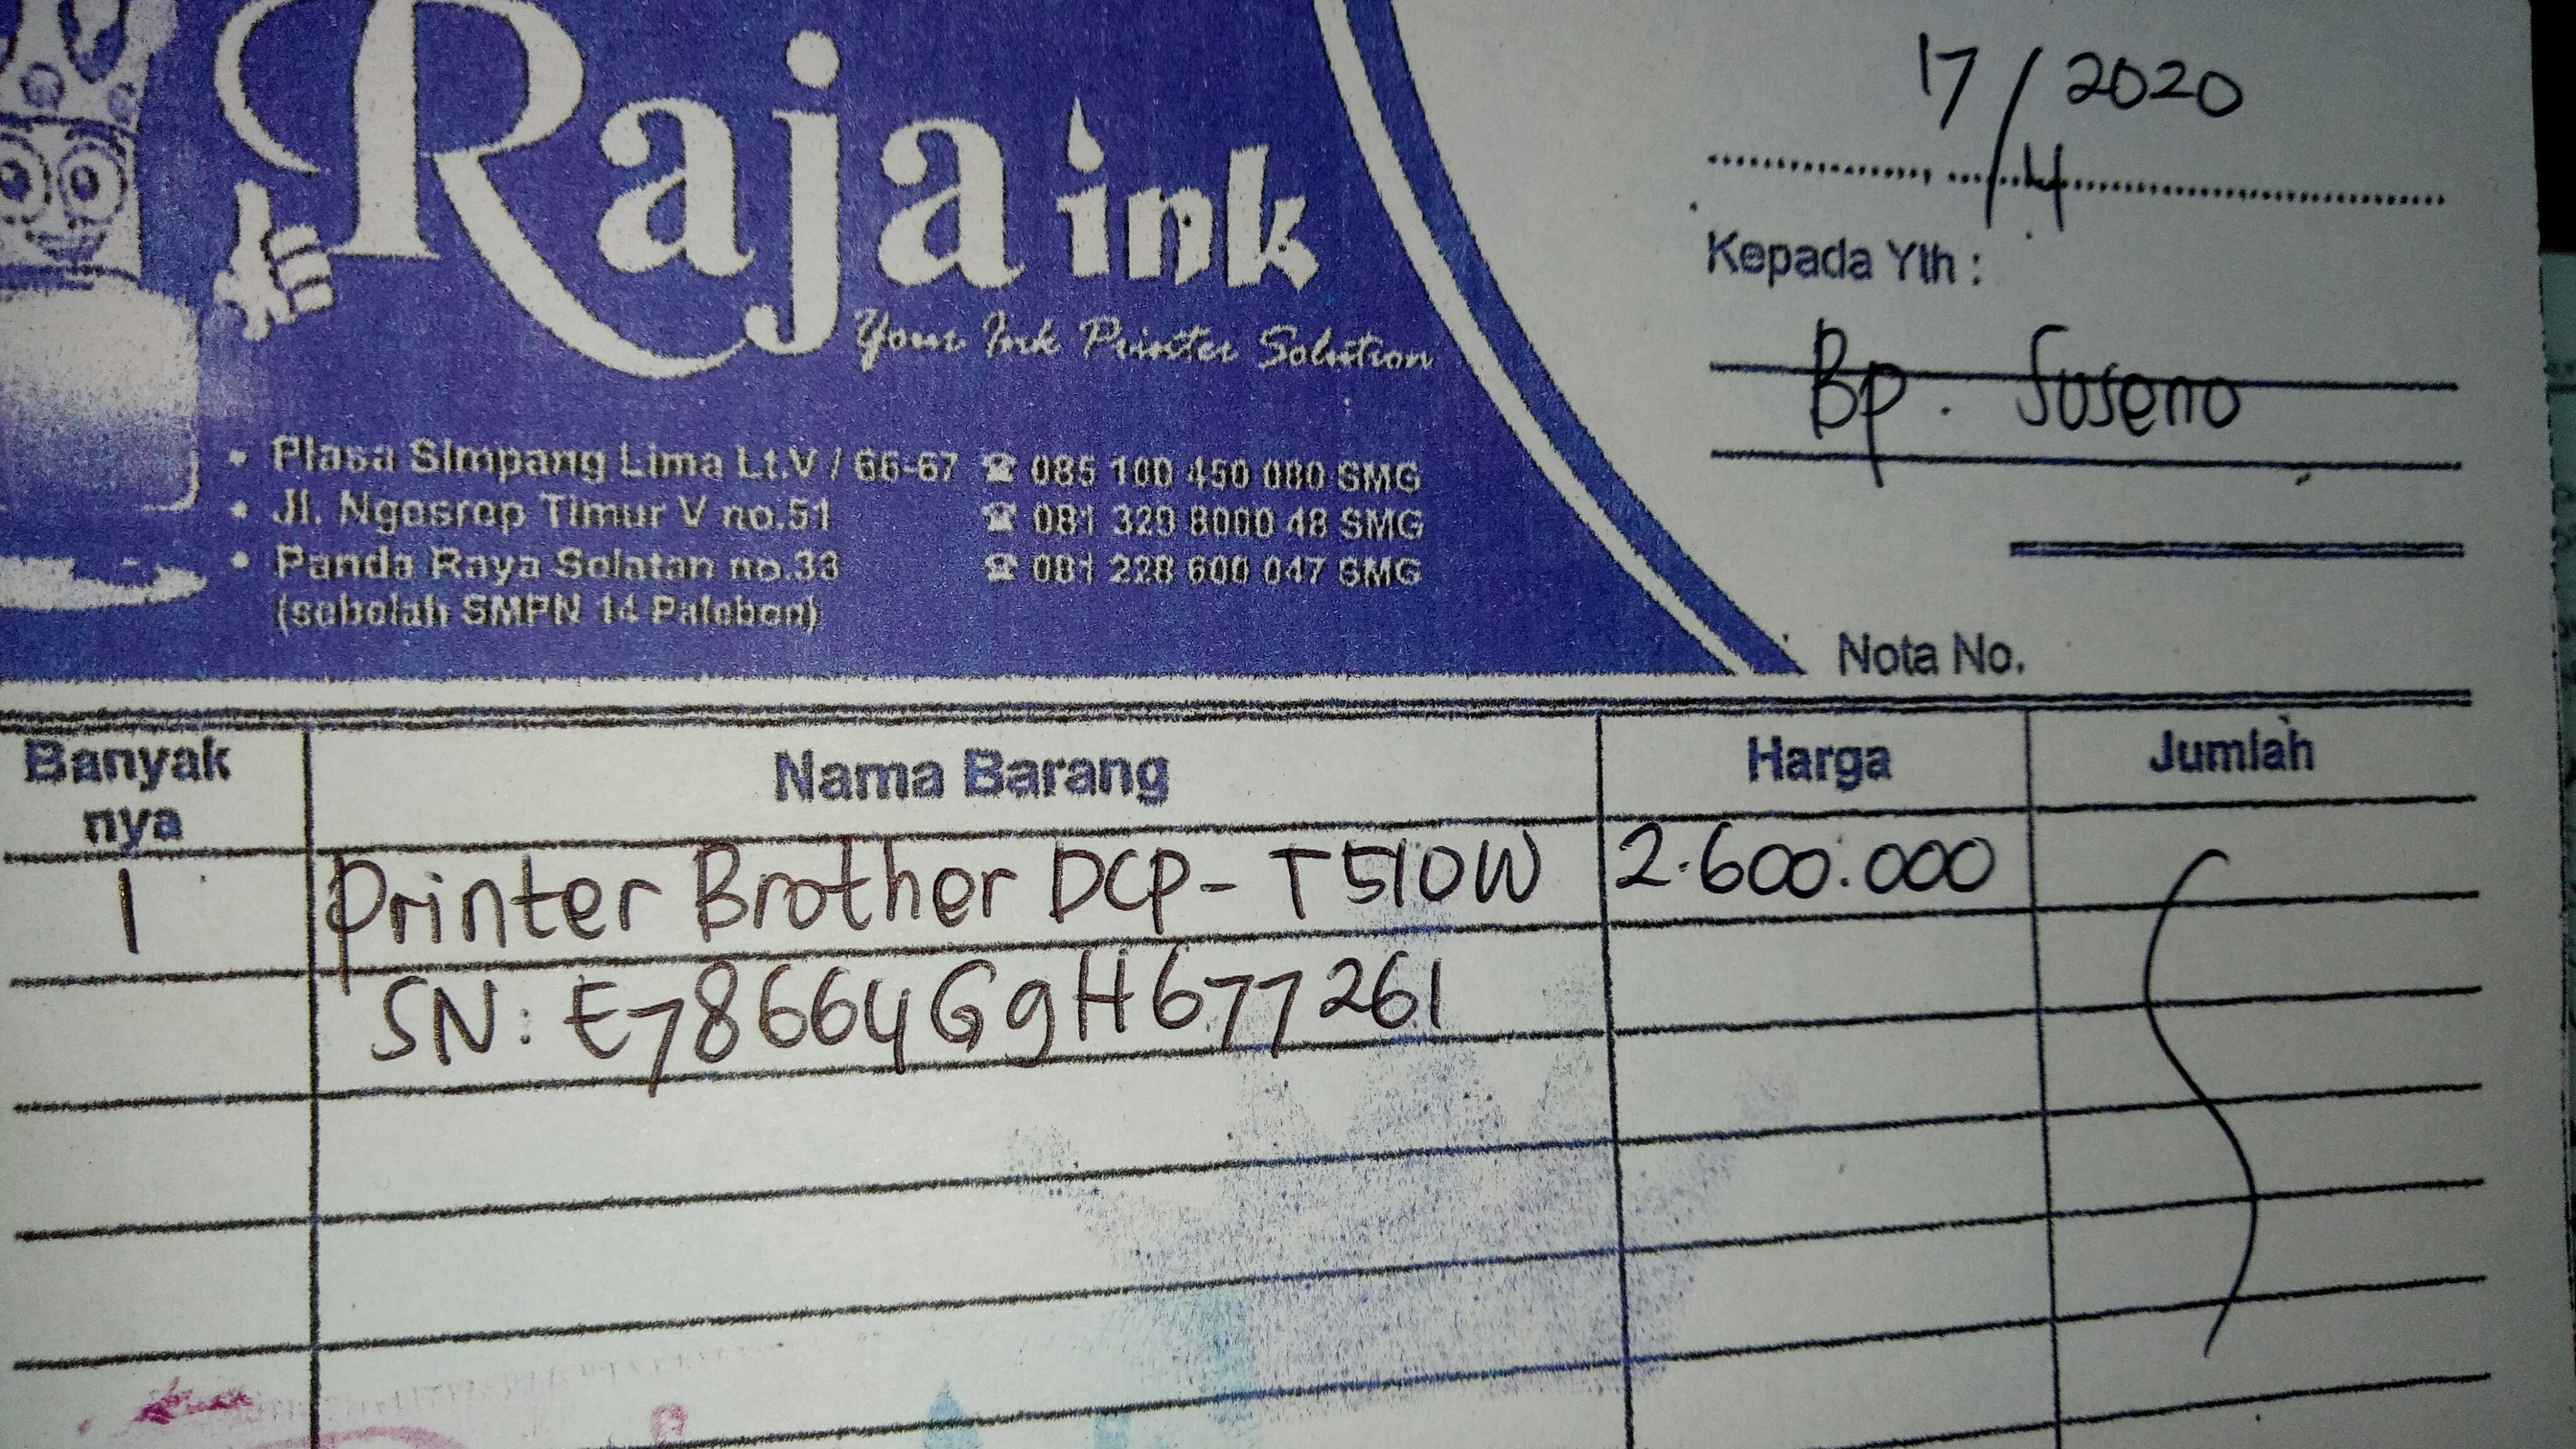 Raja ink
Your Ink Printer Solution
• Plasa Simpang Lima Lt.V / 66-67 ☎ 085 100 450 080 SMG
• Jl. Ngesrep Timur V no.51 ☎ 081 329 8000 48 SMG
• Panda Raya Selatan no.33 ☎ 081 228 600 047 SMG
(sebelah SMPN 14 Palebon)
17/4 2020
Kepada Yth :
Bp. Suseno
Nota No.
Banyak nya Nama Barang Harga Jumlah
1 Printer Brother DCP-T510W 2.600.000
SN: E78664G9H677261